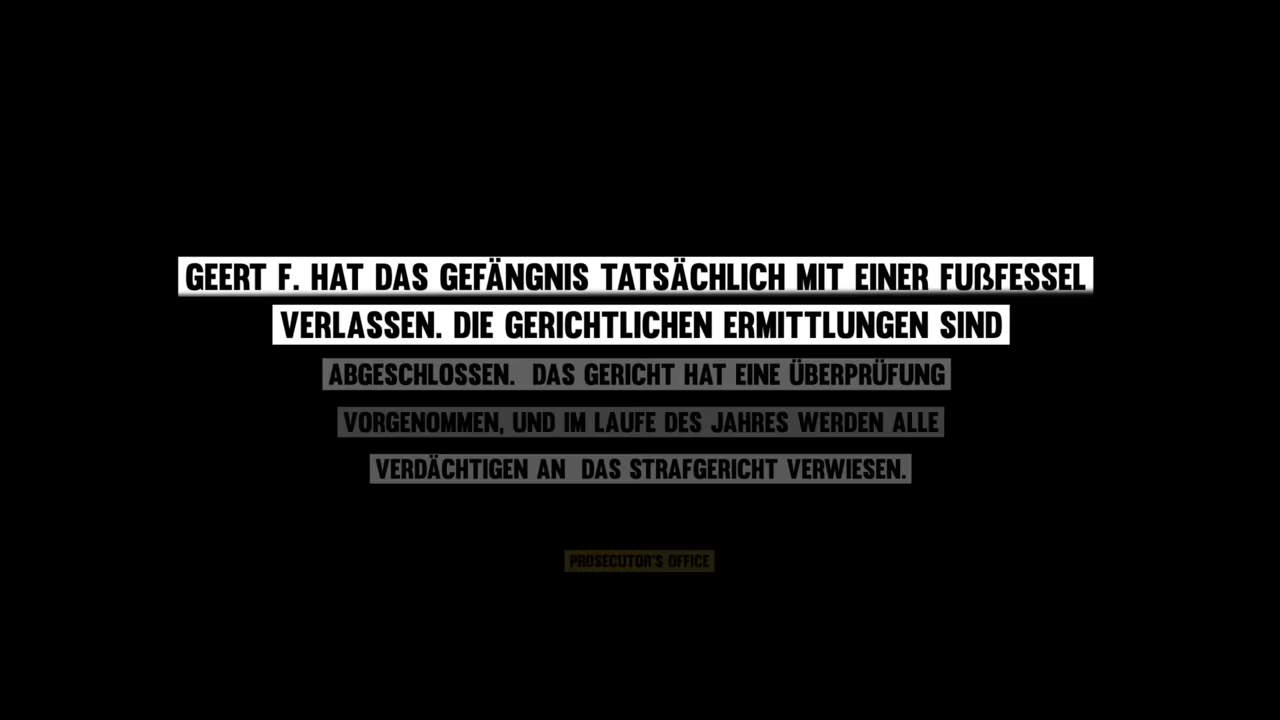 GEERT F. HAT DAS GEFÄNGNIS TATSÄCHLICH MIT EINER FUßFESSEL
VERLASSEN. DIE GERICHTLICHEN ERMITTLUNGEN SIND
ABGESCHLOSSEN. DAS GERICHT HAT EINE ÜBERPRÜFUNG
VORGENOMMEN, UND IM LAUFE DES JAHRES WERDEN ALLE
VERDÄCHTIGEN AN DAS STRAFGERICHT VERWIESEN.
PROSECUTOR'S OFFICE